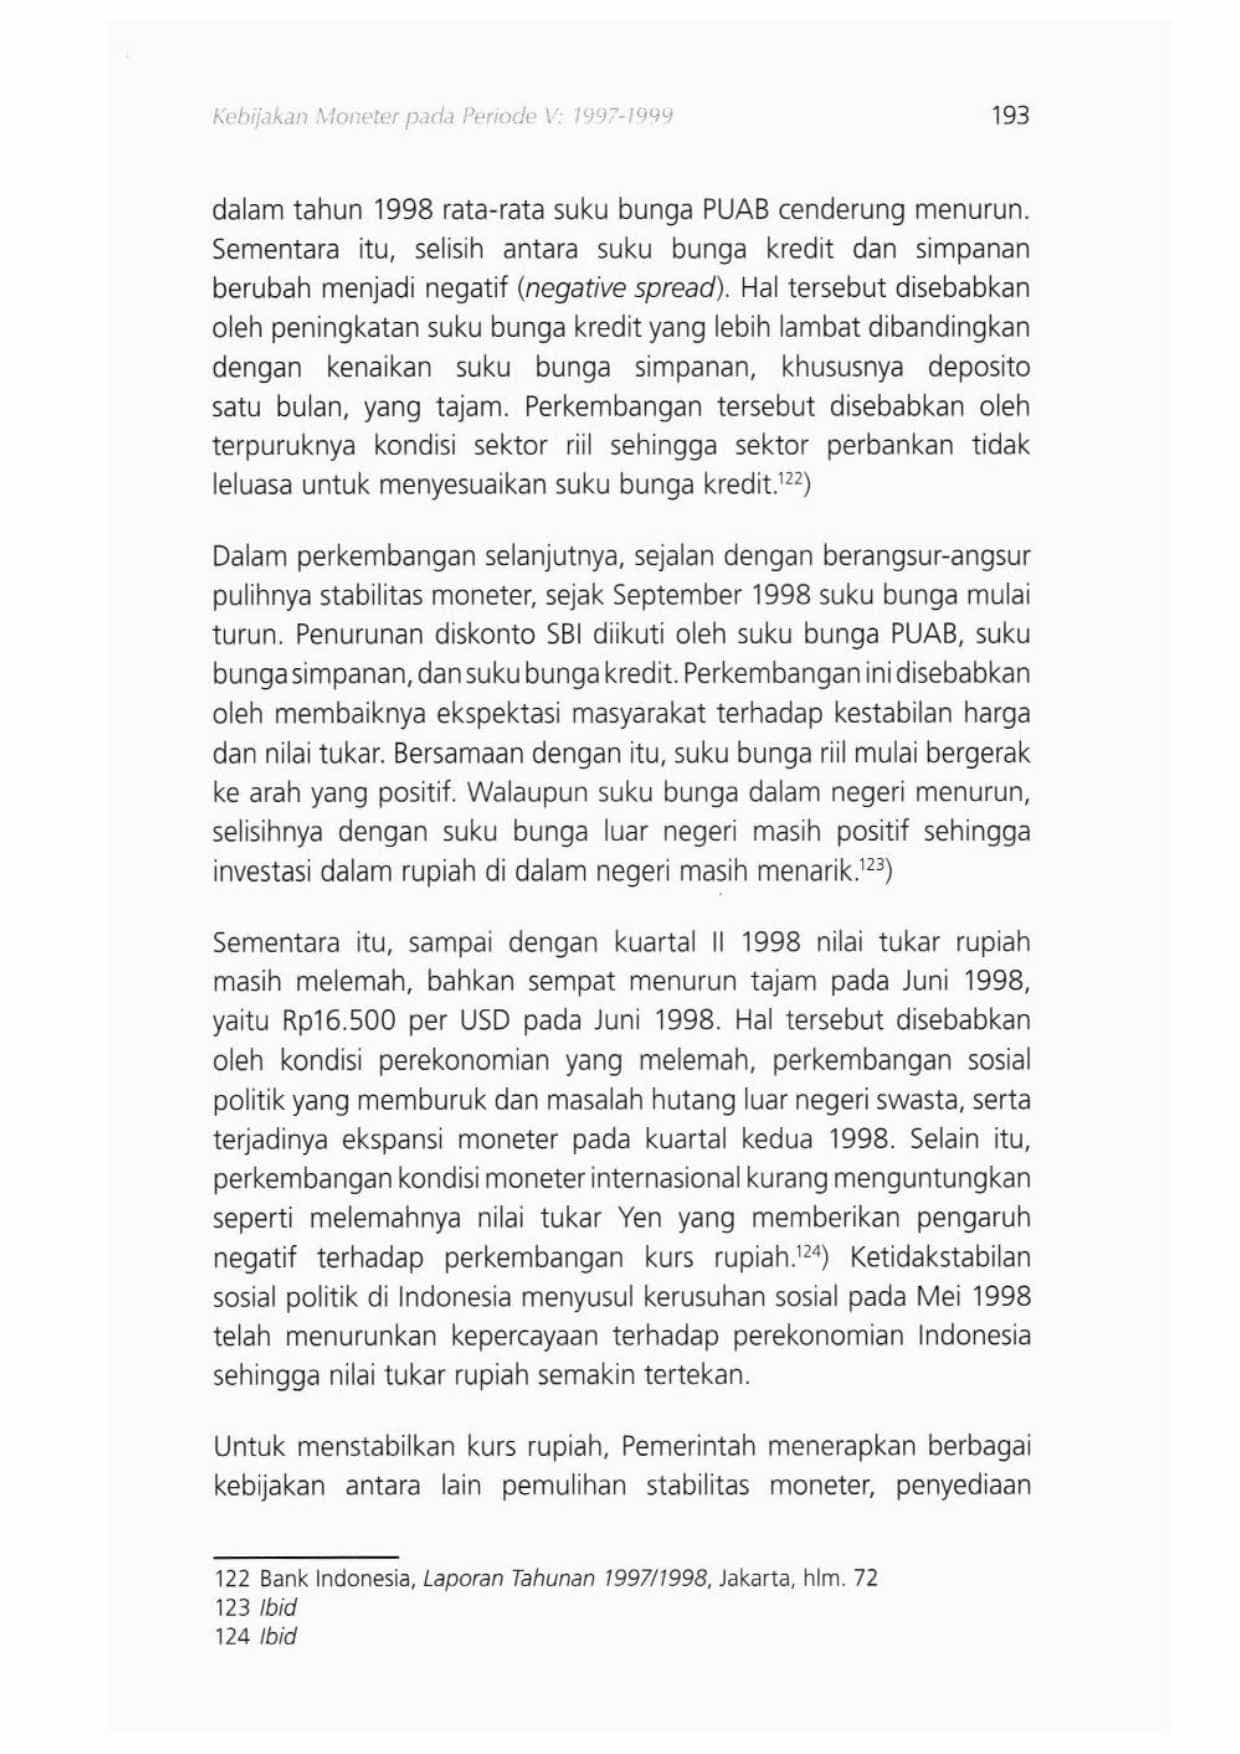 Kebijakan Moneter pada Periode V: 1997-1999 193
dalam tahun 1998 rata-rata suku bunga PUAB cenderung menurun.
Sementara itu, selisih antara suku bunga kredit dan simpanan
berubah menjadi negatif (negative spread). Hal tersebut disebabkan
oleh peningkatan suku bunga kredit yang lebih lambat dibandingkan
dengan kenaikan suku bunga simpanan, khususnya deposito
satu bulan, yang tajam. Perkembangan tersebut disebabkan oleh
terpuruknya kondisi sektor riil sehingga sektor perbankan tidak
leluasa untuk menyesuaikan suku bunga kredit.122)
Dalam perkembangan selanjutnya, sejalan dengan berangsur-angsur
pulihnya stabilitas moneter, sejak September 1998 suku bunga mulai
turun. Penurunan diskonto SBI diikuti oleh suku bunga PUAB, suku
bunga simpanan, dan suku bunga kredit. Perkembangan ini disebabkan
oleh membaiknya ekspektasi masyarakat terhadap kestabilan harga
dan nilai tukar. Bersamaan dengan itu, suku bunga riil mulai bergerak
ke arah yang positif. Walaupun suku bunga dalam negeri menurun,
selisihnya dengan suku bunga luar negeri masih positif sehingga
investasi dalam rupiah di dalam negeri masih menarik.123)
Sementara itu, sampai dengan kuartal II 1998 nilai tukar rupiah
masih melemah, bahkan sempat menurun tajam pada Juni 1998,
yaitu Rp16.500 per USD pada Juni 1998. Hal tersebut disebabkan
oleh kondisi perekonomian yang melemah, perkembangan sosial
politik yang memburuk dan masalah hutang luar negeri swasta, serta
terjadinya ekspansi moneter pada kuartal kedua 1998. Selain itu,
perkembangan kondisi moneter internasional kurang menguntungkan
seperti melemahnya nilai tukar Yen yang memberikan pengaruh
negatif terhadap perkembangan kurs rupiah.124) Ketidakstabilan
sosial politik di Indonesia menyusul kerusuhan sosial pada Mei 1998
telah menurunkan kepercayaan terhadap perekonomian Indonesia
sehingga nilai tukar rupiah semakin tertekan.
Untuk menstabilkan kurs rupiah, Pemerintah menerapkan berbagai
kebijakan antara lain pemulihan stabilitas moneter, penyediaan
122 Bank Indonesia, Laporan Tahunan 1997/1998, Jakarta, hlm. 72
123 Ibid
124 Ibid